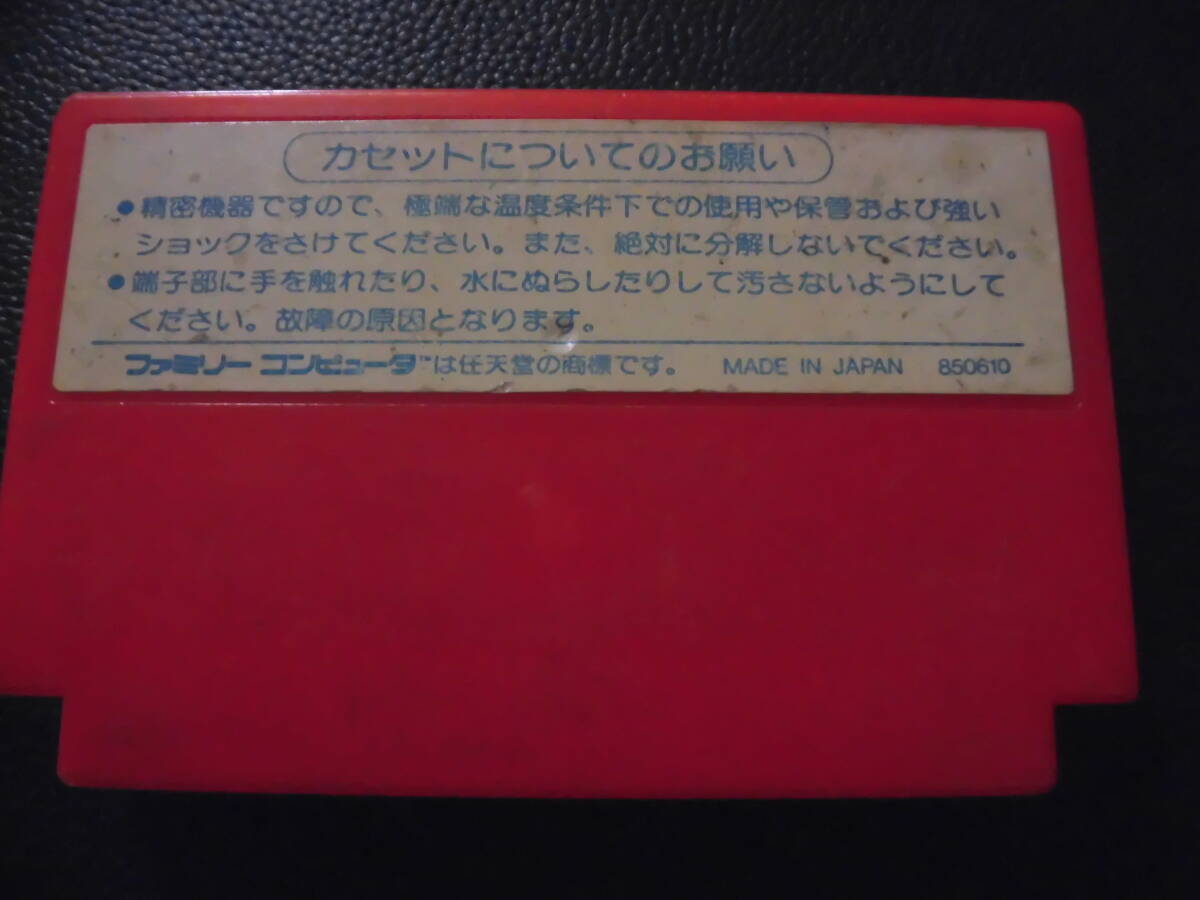 カセットについてのお願い
●精密機器ですので、極端な温度条件下での使用や保管および強い
ショックをさけてください。また、絶対に分解しないでください。
●端子部に手を触れたり、水にぬらしたりして汚さないようにして
ください。故障の原因となります。
ファミリー コンピュータ™は任天堂の商標です。 MADE IN JAPAN 850610